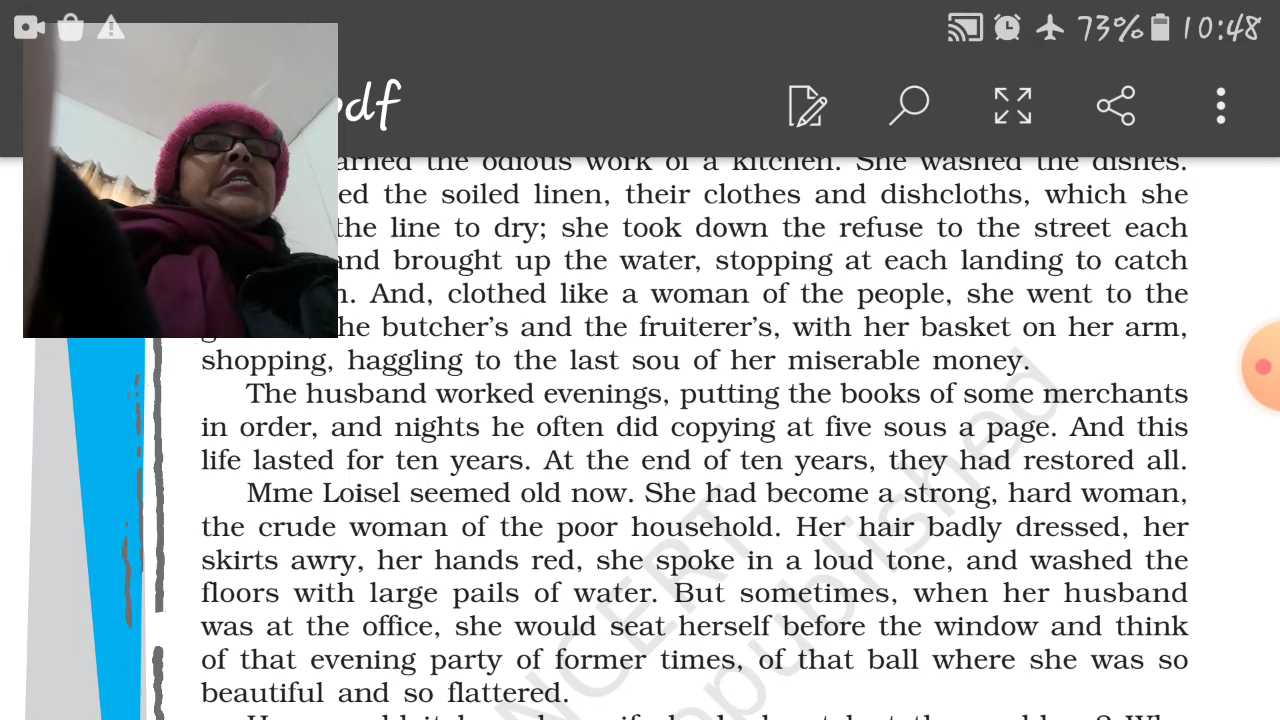 73% 10:48
pdf
the odious work of a kitchen. She washed the dishes.
the soiled linen, their clothes and dishcloths, which she
the line to dry; she took down the refuse to the street each
and brought up the water, stopping at each landing to catch
And, clothed like a woman of the people, she went to the
butcher's and the fruiterer's, with her basket on her arm,
shopping, haggling to the last sou of her miserable money.
The husband worked evenings, putting the books of some merchants
in order, and nights he often did copying at five sous a page. And this
life lasted for ten years. At the end of ten years, they had restored all.
Mme Loisel seemed old now. She had become a strong, hard woman,
the crude woman of the poor household. Her hair badly dressed, her
skirts awry, her hands red, she spoke in a loud tone, and washed the
floors with large pails of water. But sometimes, when her husband
was at the office, she would seat herself before the window and think
of that evening party of former times, of that ball where she was so
beautiful and so flattered.
NCERT
republished